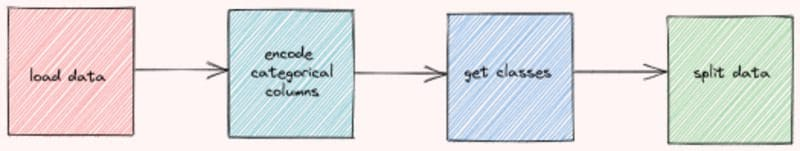 load data
encode
categorical
columns
get classes
split data